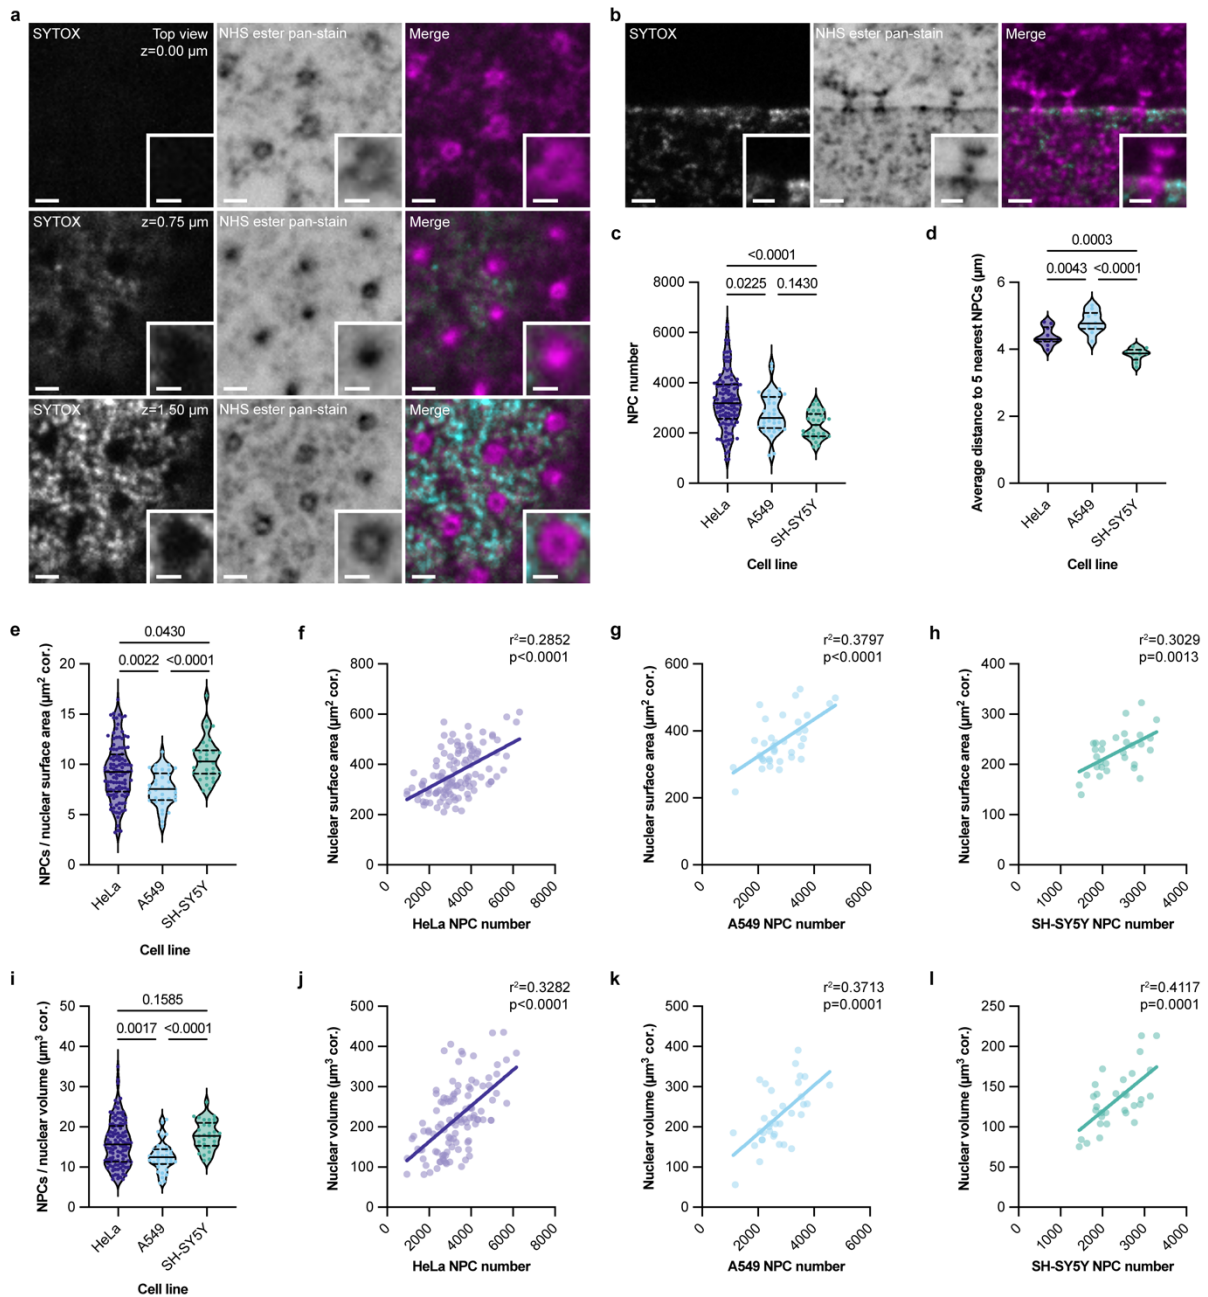 a
SYTOX
Top view
z=0.00 µm
NHS ester pan-stain
Merge
SYTOX
z=0.75 µm
NHS ester pan-stain
Merge
SYTOX
z=1.50 µm
NHS ester pan-stain
Merge
b
SYTOX
NHS ester pan-stain
Merge
c
<0.0001
0.0225
0.1430
NPC number
8000
6000
4000
2000
0
HeLa
A549
SH-SY5Y
Cell line
d
0.0003
0.0043
<0.0001
Average distance to 5 nearest NPCs (µm)
6
4
2
0
HeLa
A549
SH-SY5Y
Cell line
e
0.0430
0.0022
<0.0001
NPCs / nuclear surface area (µm² cor.)
20
15
10
5
0
HeLa
A549
SH-SY5Y
Cell line
f
r²=0.2852
p<0.0001
Nuclear surface area (µm² cor.)
800
600
400
200
0
0
2000
4000
6000
8000
HeLa NPC number
g
r²=0.3797
p<0.0001
Nuclear surface area (µm² cor.)
600
400
200
0
0
2000
4000
6000
A549 NPC number
h
r²=0.3029
p=0.0013
Nuclear surface area (µm² cor.)
400
300
200
100
0
0
1000
2000
3000
4000
SH-SY5Y NPC number
i
0.1585
0.0017
<0.0001
NPCs / nuclear volume (µm³ cor.)
50
40
30
20
10
0
HeLa
A549
SH-SY5Y
Cell line
j
r²=0.3282
p<0.0001
Nuclear volume (µm³ cor.)
500
400
300
200
100
0
0
2000
4000
6000
8000
HeLa NPC number
k
r²=0.3713
p=0.0001
Nuclear volume (µm³ cor.)
500
400
300
200
100
0
0
2000
4000
6000
A549 NPC number
l
r²=0.4117
p=0.0001
Nuclear volume (µm³ cor.)
250
200
150
100
50
0
0
1000
2000
3000
4000
SH-SY5Y NPC number